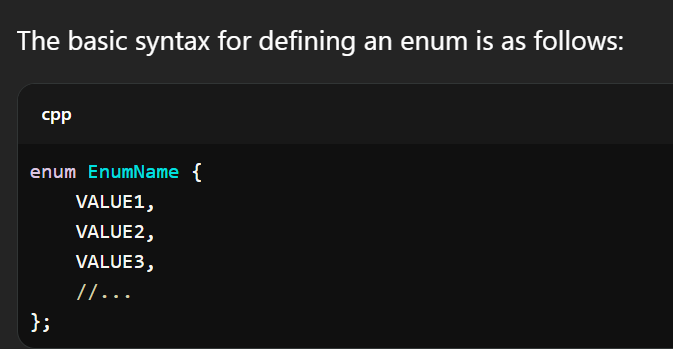 The basic syntax for defining an enum is as follows:
cpp
enum EnumName {
    VALUE1,
    VALUE2,
    VALUE3,
    //...
};